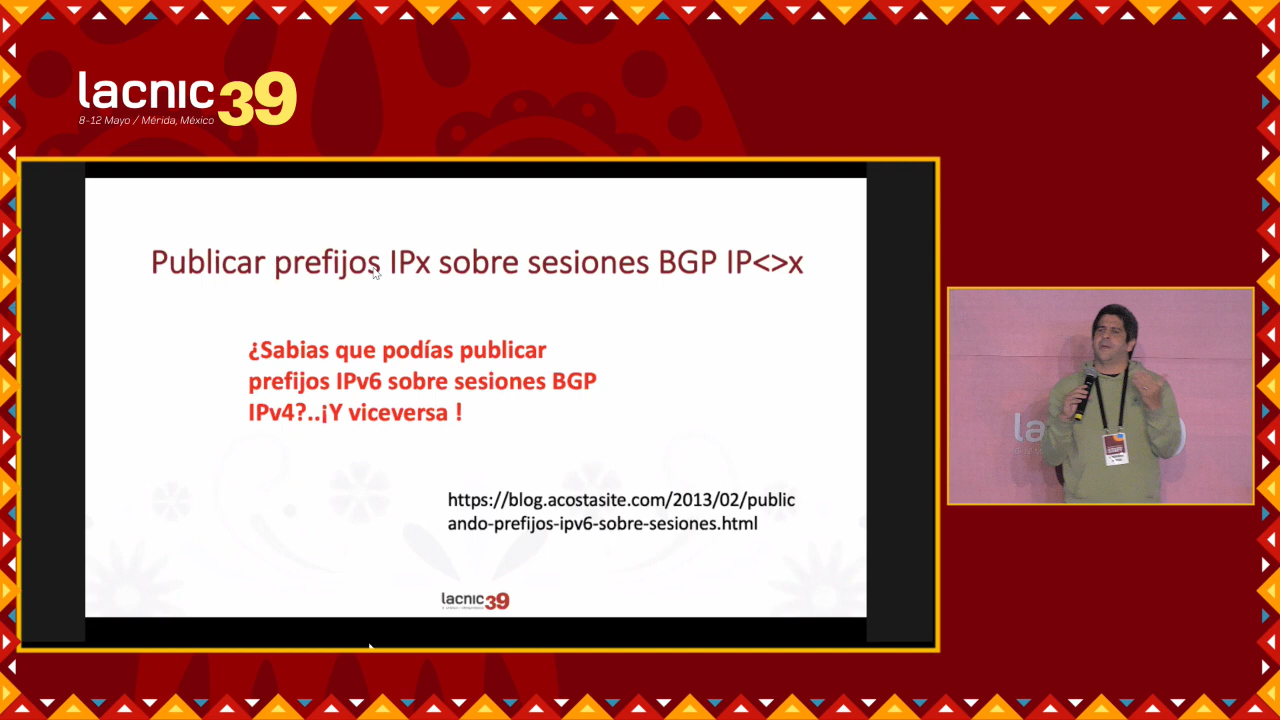 lacnic39
8-12 Mayo / Mérida, México
Publicar prefijos IPx sobre sesiones BGP IP<>x
¿Sabias que podías publicar
prefijos IPv6 sobre sesiones BGP
IPv4?..¡Y viceversa !
https://blog.acostasite.com/2013/02/public
ando-prefijos-ipv6-sobre-sesiones.html
lacnic39
la